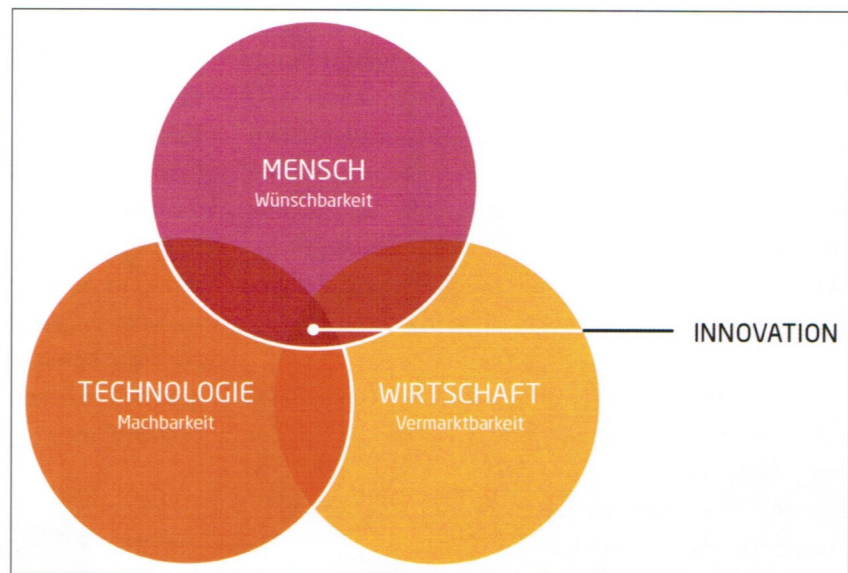 MENSCH
Wünschbarkeit
INNOVATION
TECHNOLOGIE
Machbarkeit
WIRTSCHAFT
Vermarktbarkeit